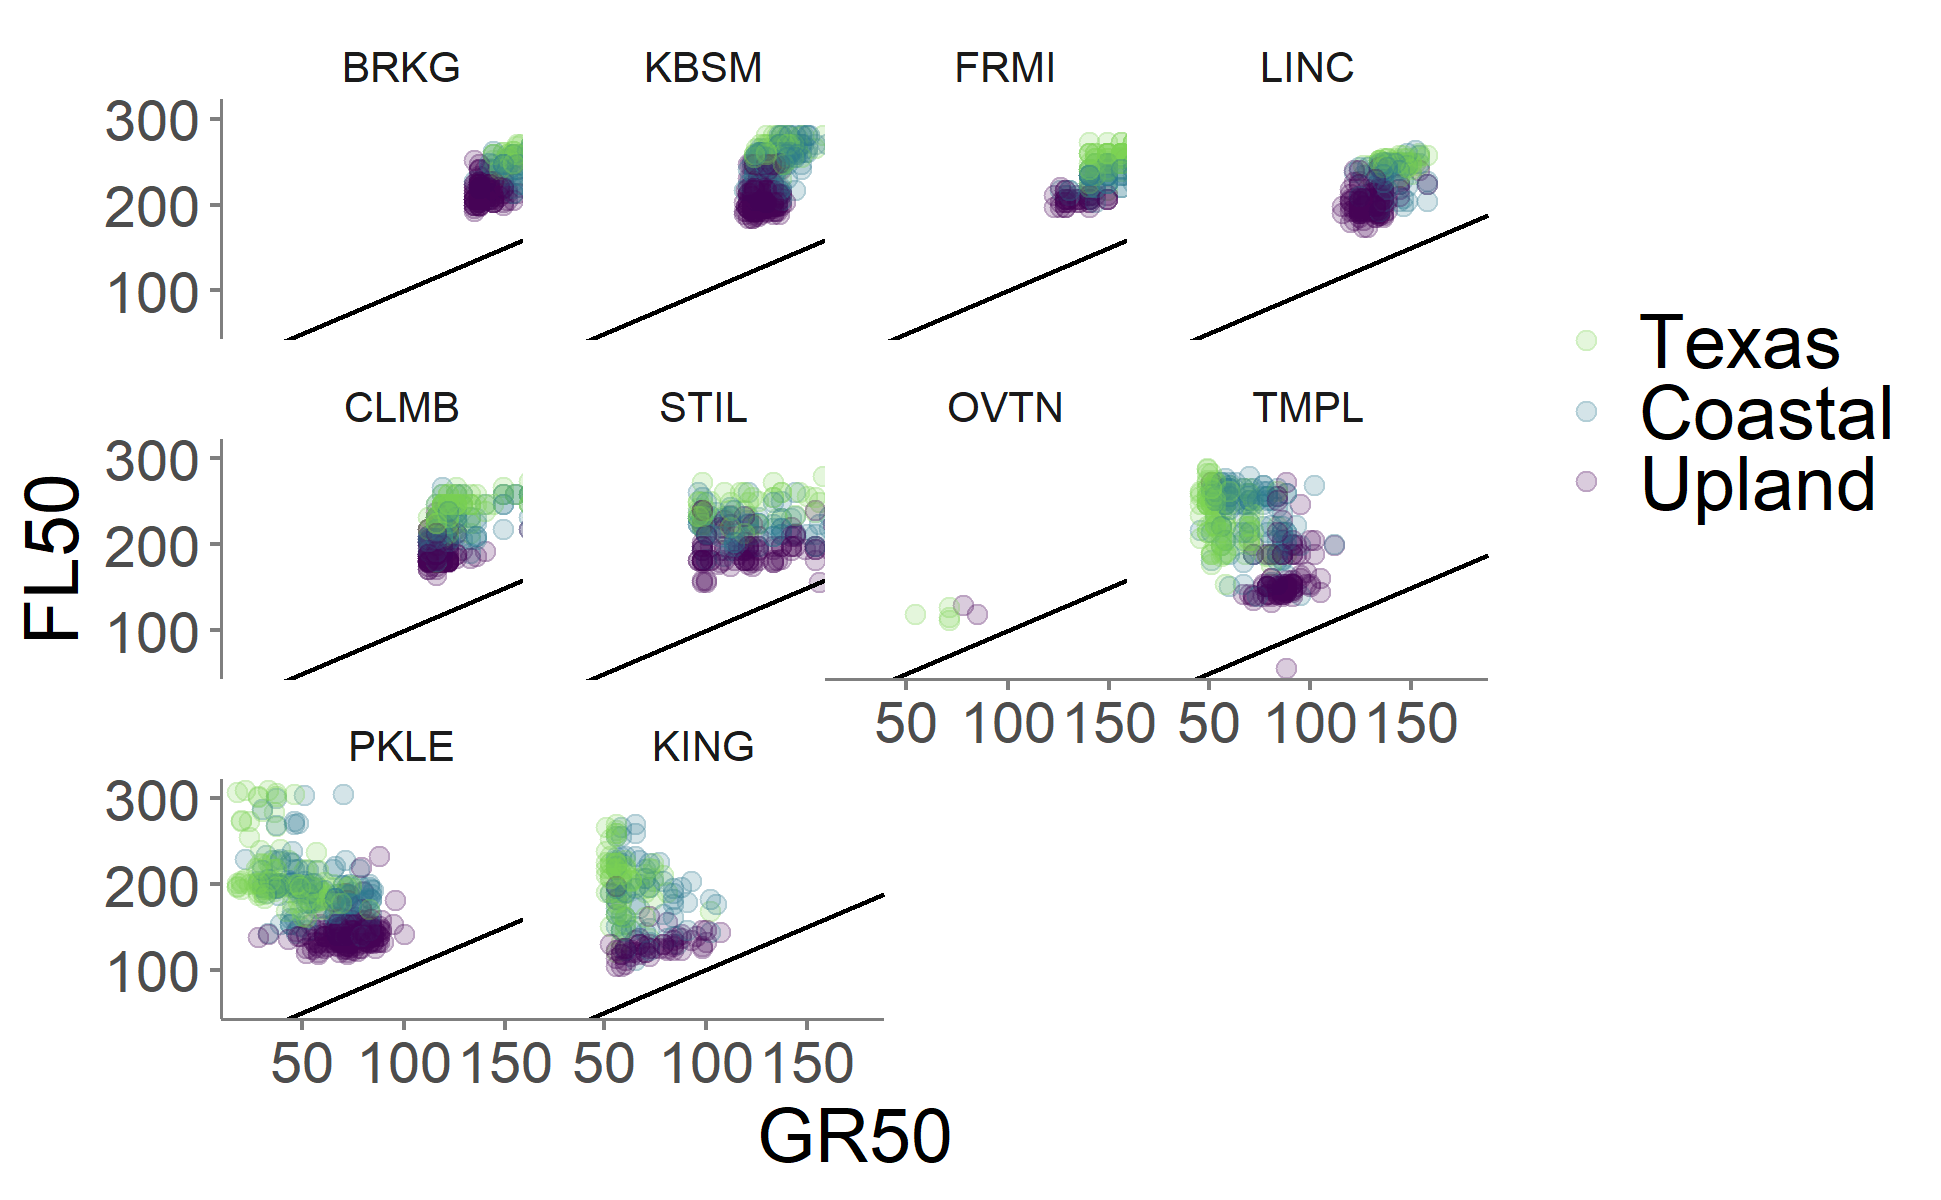 BRKG KBSM FRMI LINC
300
200
100
CLMB STIL OVTN TMPL
300
200
100
50 100 150 50 100 150
PKLE KING
300
200
100
50 100 150 50 100 150
GR50
FL50
Texas
Coastal
Upland